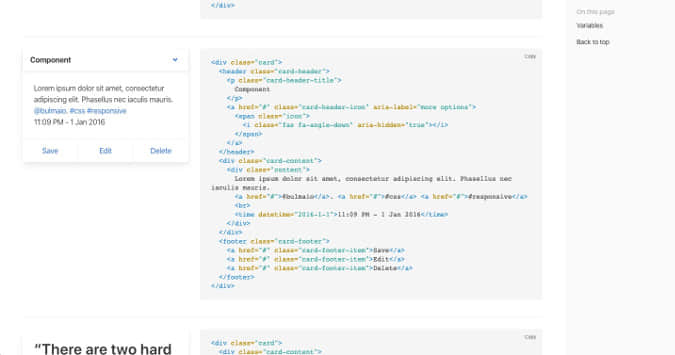 </div>
On this page
Variables
Back to top
Component
Lorem ipsum dolor sit amet, consectetur
adipiscing elit. Phasellus nec iaculis mauris.
@bulmaio. #css #responsive
11:09 PM - 1 Jan 2016
Save Edit Delete
Copy
<div class="card">
<header class="card-header">
<p class="card-header-title">
Component
</p>
<a href="#" class="card-header-icon" aria-label="more options">
<span class="icon">
<i class="fas fa-angle-down" aria-hidden="true"></i>
</span>
</a>
</header>
<div class="card-content">
<div class="content">
Lorem ipsum dolor sit amet, consectetur adipiscing elit. Phasellus nec
iaculis mauris.
<a href="#">@bulmaio</a>. <a href="#">#css</a> <a href="#">#responsive</a>
<br>
<time datetime="2016-1-1">11:09 PM - 1 Jan 2016</time>
</div>
</div>
<footer class="card-footer">
<a href="#" class="card-footer-item">Save</a>
<a href="#" class="card-footer-item">Edit</a>
<a href="#" class="card-footer-item">Delete</a>
</footer>
</div>
“There are two hard
Copy
<div class="card">
<div class="card-content">